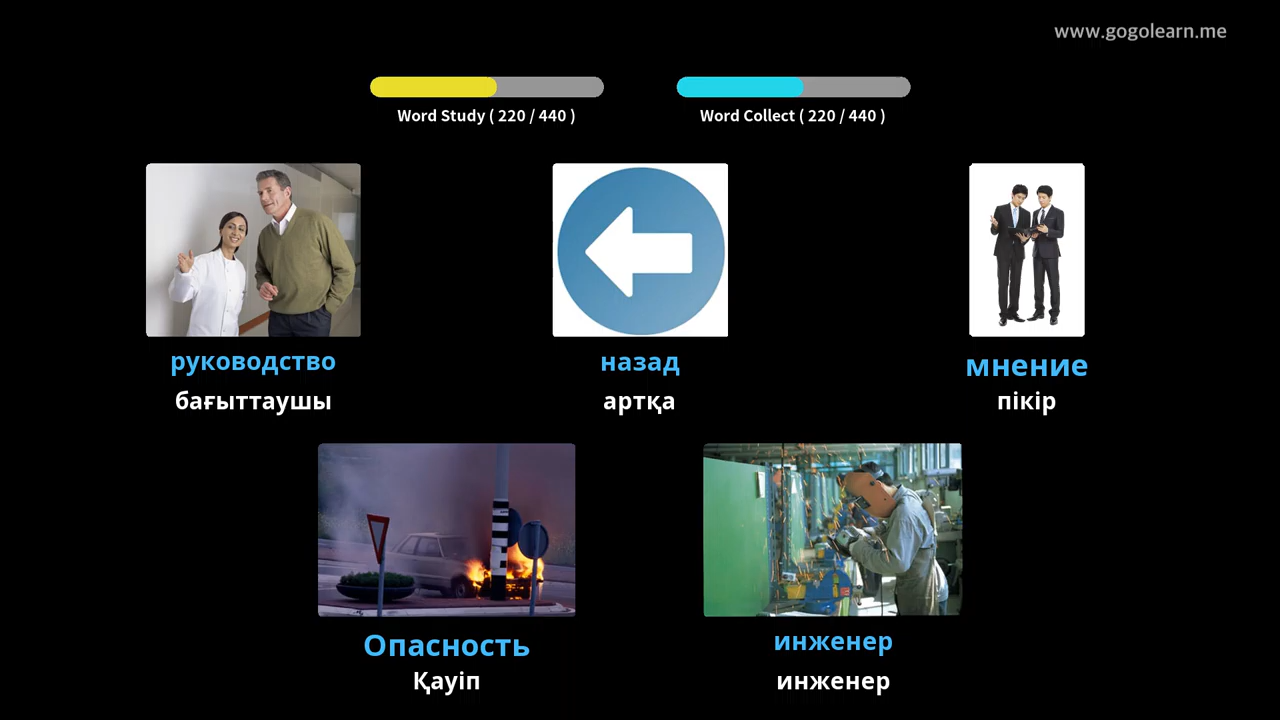 www.gogolearn.me
Word Study ( 220 / 440 )
Word Collect ( 220 / 440 )
руководство
бағыттаушы
назад
артқа
мнение
пікір
Опасность
Қауіп
инженер
инженер